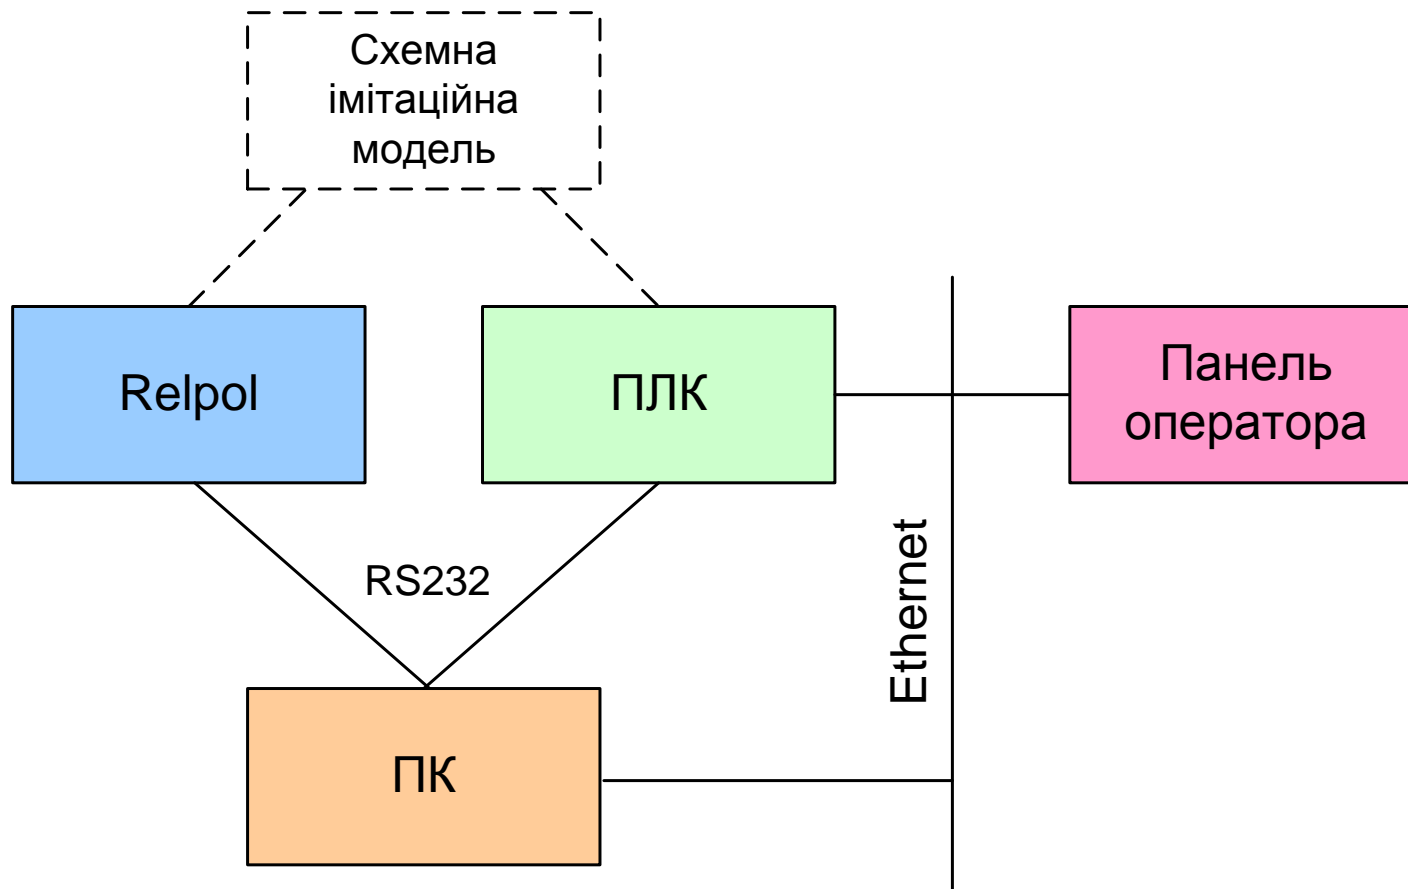 Схемна
імітаційна
модель
Relpol
ПЛК
Панель
оператора
RS232
Ethernet
ПК